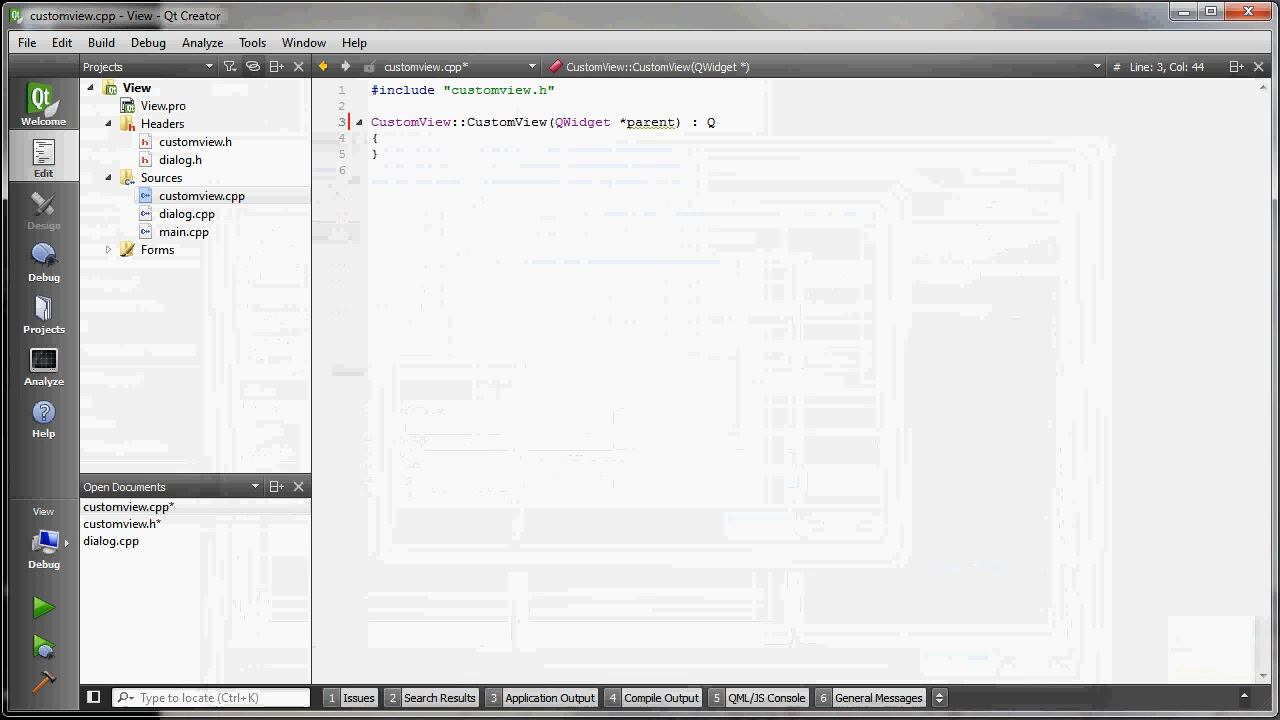 customview.cpp - View - Qt Creator
File Edit Build Debug Analyze Tools Window Help
Projects customview.cpp* CustomView::CustomView(QWidget *) # Line: 3, Col: 44
Qt
Welcome
Edit
Design
Debug
Projects
Analyze
Help
View
Debug
View
View.pro
Headers
customview.h
dialog.h
Sources
customview.cpp
dialog.cpp
main.cpp
Forms
Open Documents
customview.cpp*
customview.h*
dialog.cpp
1 #include "customview.h"
2
3 CustomView::CustomView(QWidget *parent) : Q
4 {
5 }
6
Type to locate (Ctrl+K) 1 Issues 2 Search Results 3 Application Output 4 Compile Output 5 QML/JS Console 6 General Messages